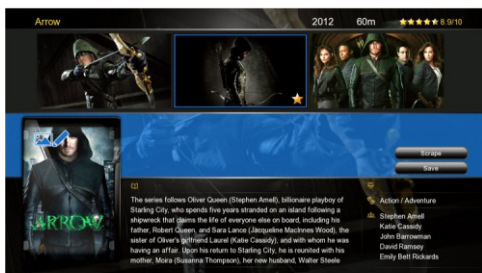 Arrow
2012
60m
8.9/10
Scrape
Save
ARROW
The series follows Oliver Queen (Stephen Amell), billionaire playboy of
Starling City, who spends five years stranded on an island following a
shipwreck that claims the life of everyone else on board, including his
father, Robert Queen, and Sara Lance (Jacqueline MacInnes Wood), the
sister of Oliver's girlfriend Laurel (Katie Cassidy), and with whom he was
having an affair. Upon his return to Starling City, he is reunited with his
mother, Moira (Susanna Thompson), her new husband, Walter Steele
Action / Adventure
Stephen Amell
Katie Cassidy
John Barrowman
David Ramsey
Emily Bett Rickards